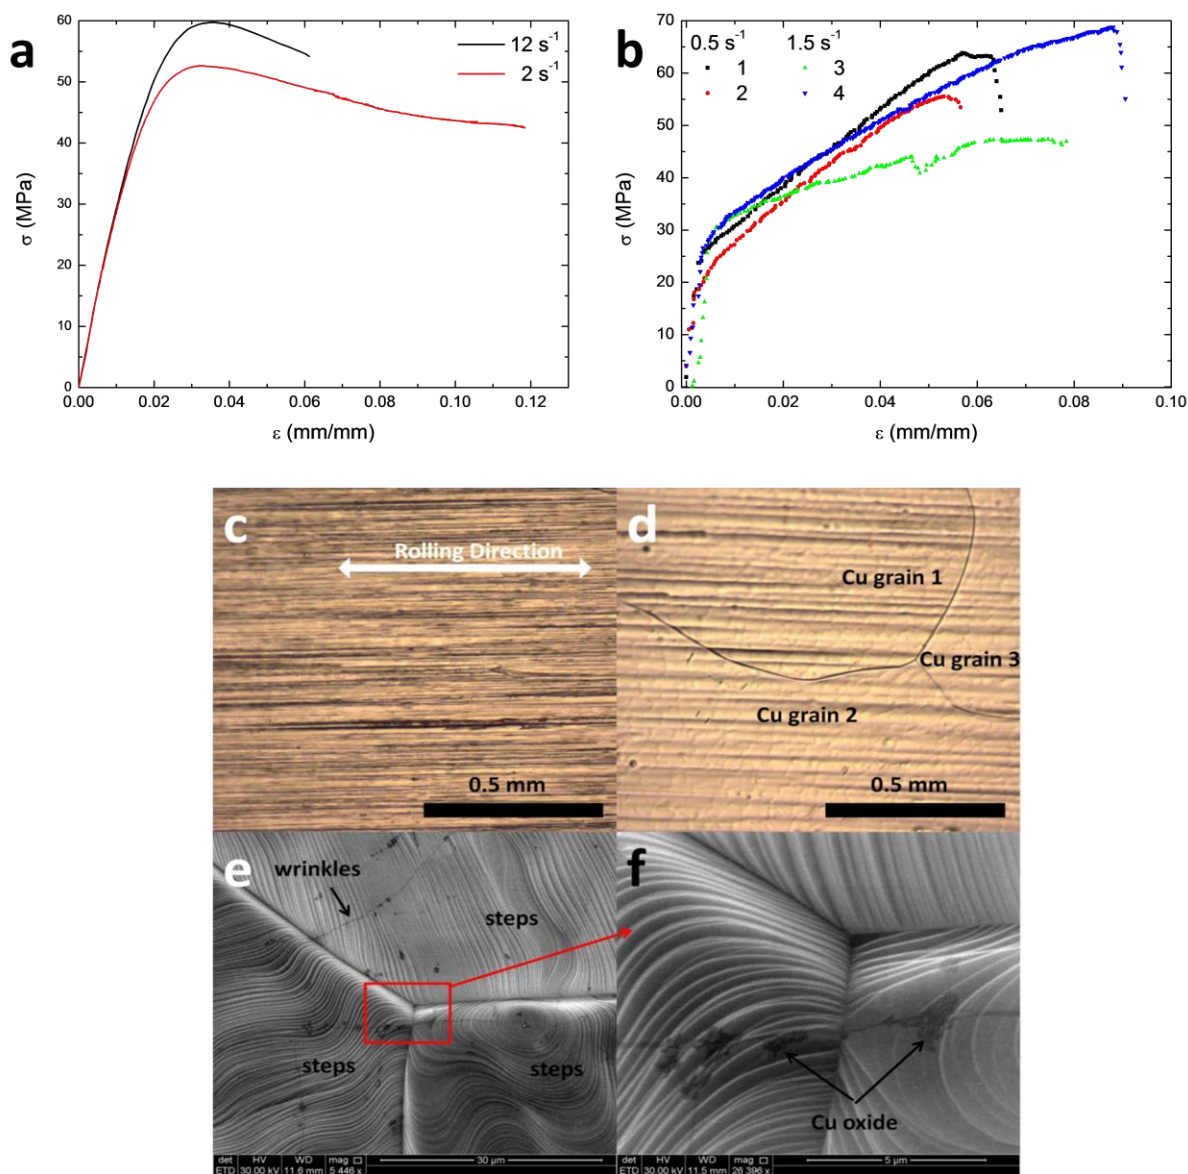 a
60
50
40
30
20
10
0
σ (MPa)
12 s⁻¹
2 s⁻¹
0.00 0.02 0.04 0.06 0.08 0.10 0.12
ε (mm/mm)
b
70
60
50
40
30
20
10
0
σ (MPa)
0.5 s⁻¹ 1.5 s⁻¹
1 3
2 4
0.00 0.02 0.04 0.06 0.08 0.10
ε (mm/mm)
c
Rolling Direction
0.5 mm
d
Cu grain 1
Cu grain 3
Cu grain 2
0.5 mm
e
wrinkles
steps
steps
steps
det HV WD mag □
ETD 30.00 kV 11.6 mm 5 446 x
30 µm
f
Cu oxide
det HV WD mag □
ETD 30.00 kV 11.5 mm 26 396 x
5 µm